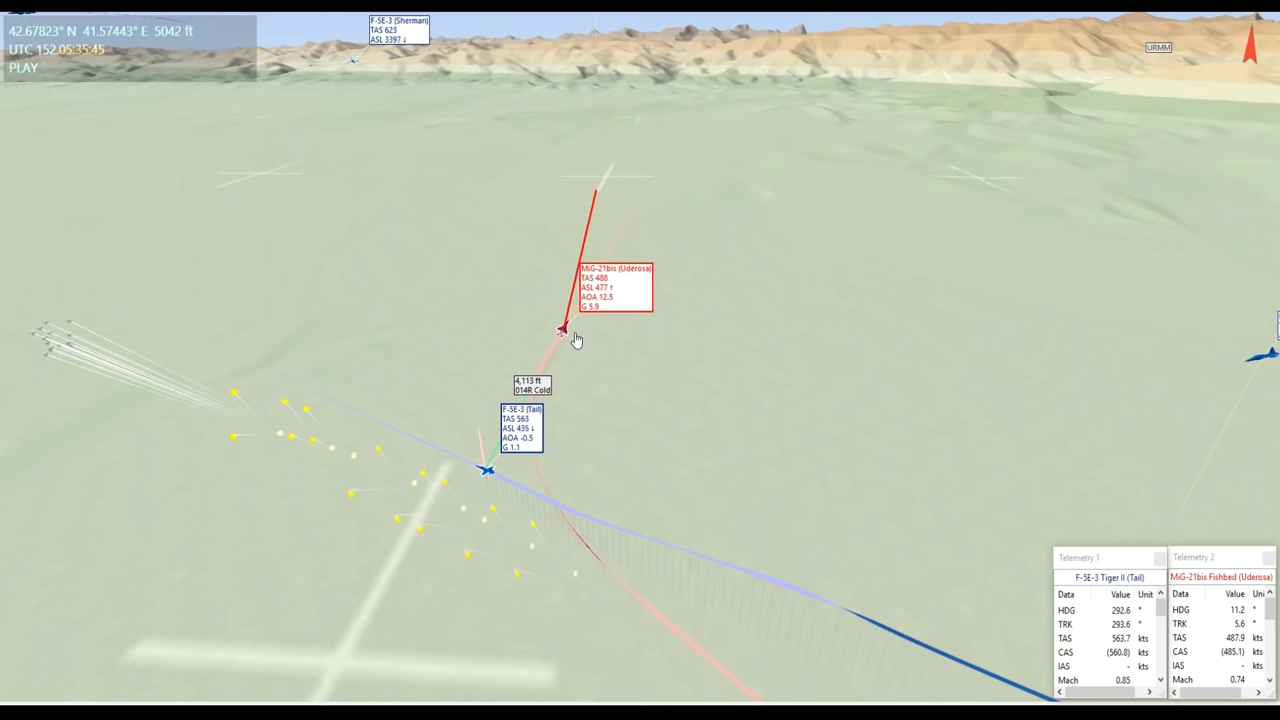 42.67823° N  41.57443° E  5042 ft
UTC 152.05:35:45
PLAY
F-5E-3 (Sherman)
TAS 623
ASL 3397 ↓
URMM
MiG-21bis (Uderosa)
TAS 488
ASL 477 ↑
AOA 12.5
G 5.9
4,113 ft
014R Cold
F-5E-3 (Tail)
TAS 563
ASL 435 ↓
AOA -0.5
G 1.1
Telemetry 1
F-5E-3 Tiger II (Tail)
Data Value Unit
HDG 292.6 °
TRK 293.6 °
TAS 563.7 kts
CAS (560.8) kts
IAS - kts
Mach 0.85
Telemetry 2
MiG-21bis Fishbed (Uderosa)
Data Value Uni
HDG 11.2 °
TRK 5.6 °
TAS 487.9 kts
CAS (485.1) kts
IAS - kts
Mach 0.74